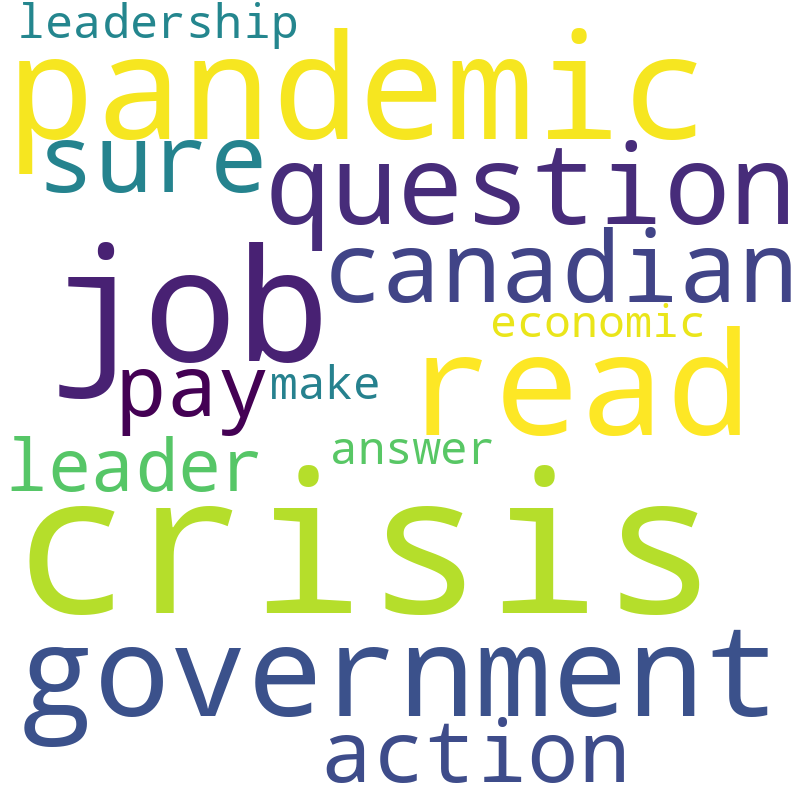 leadership
pandemic
sure
question
canadian
job
economic
read
pay
make
answer
leader
crisis
government
action